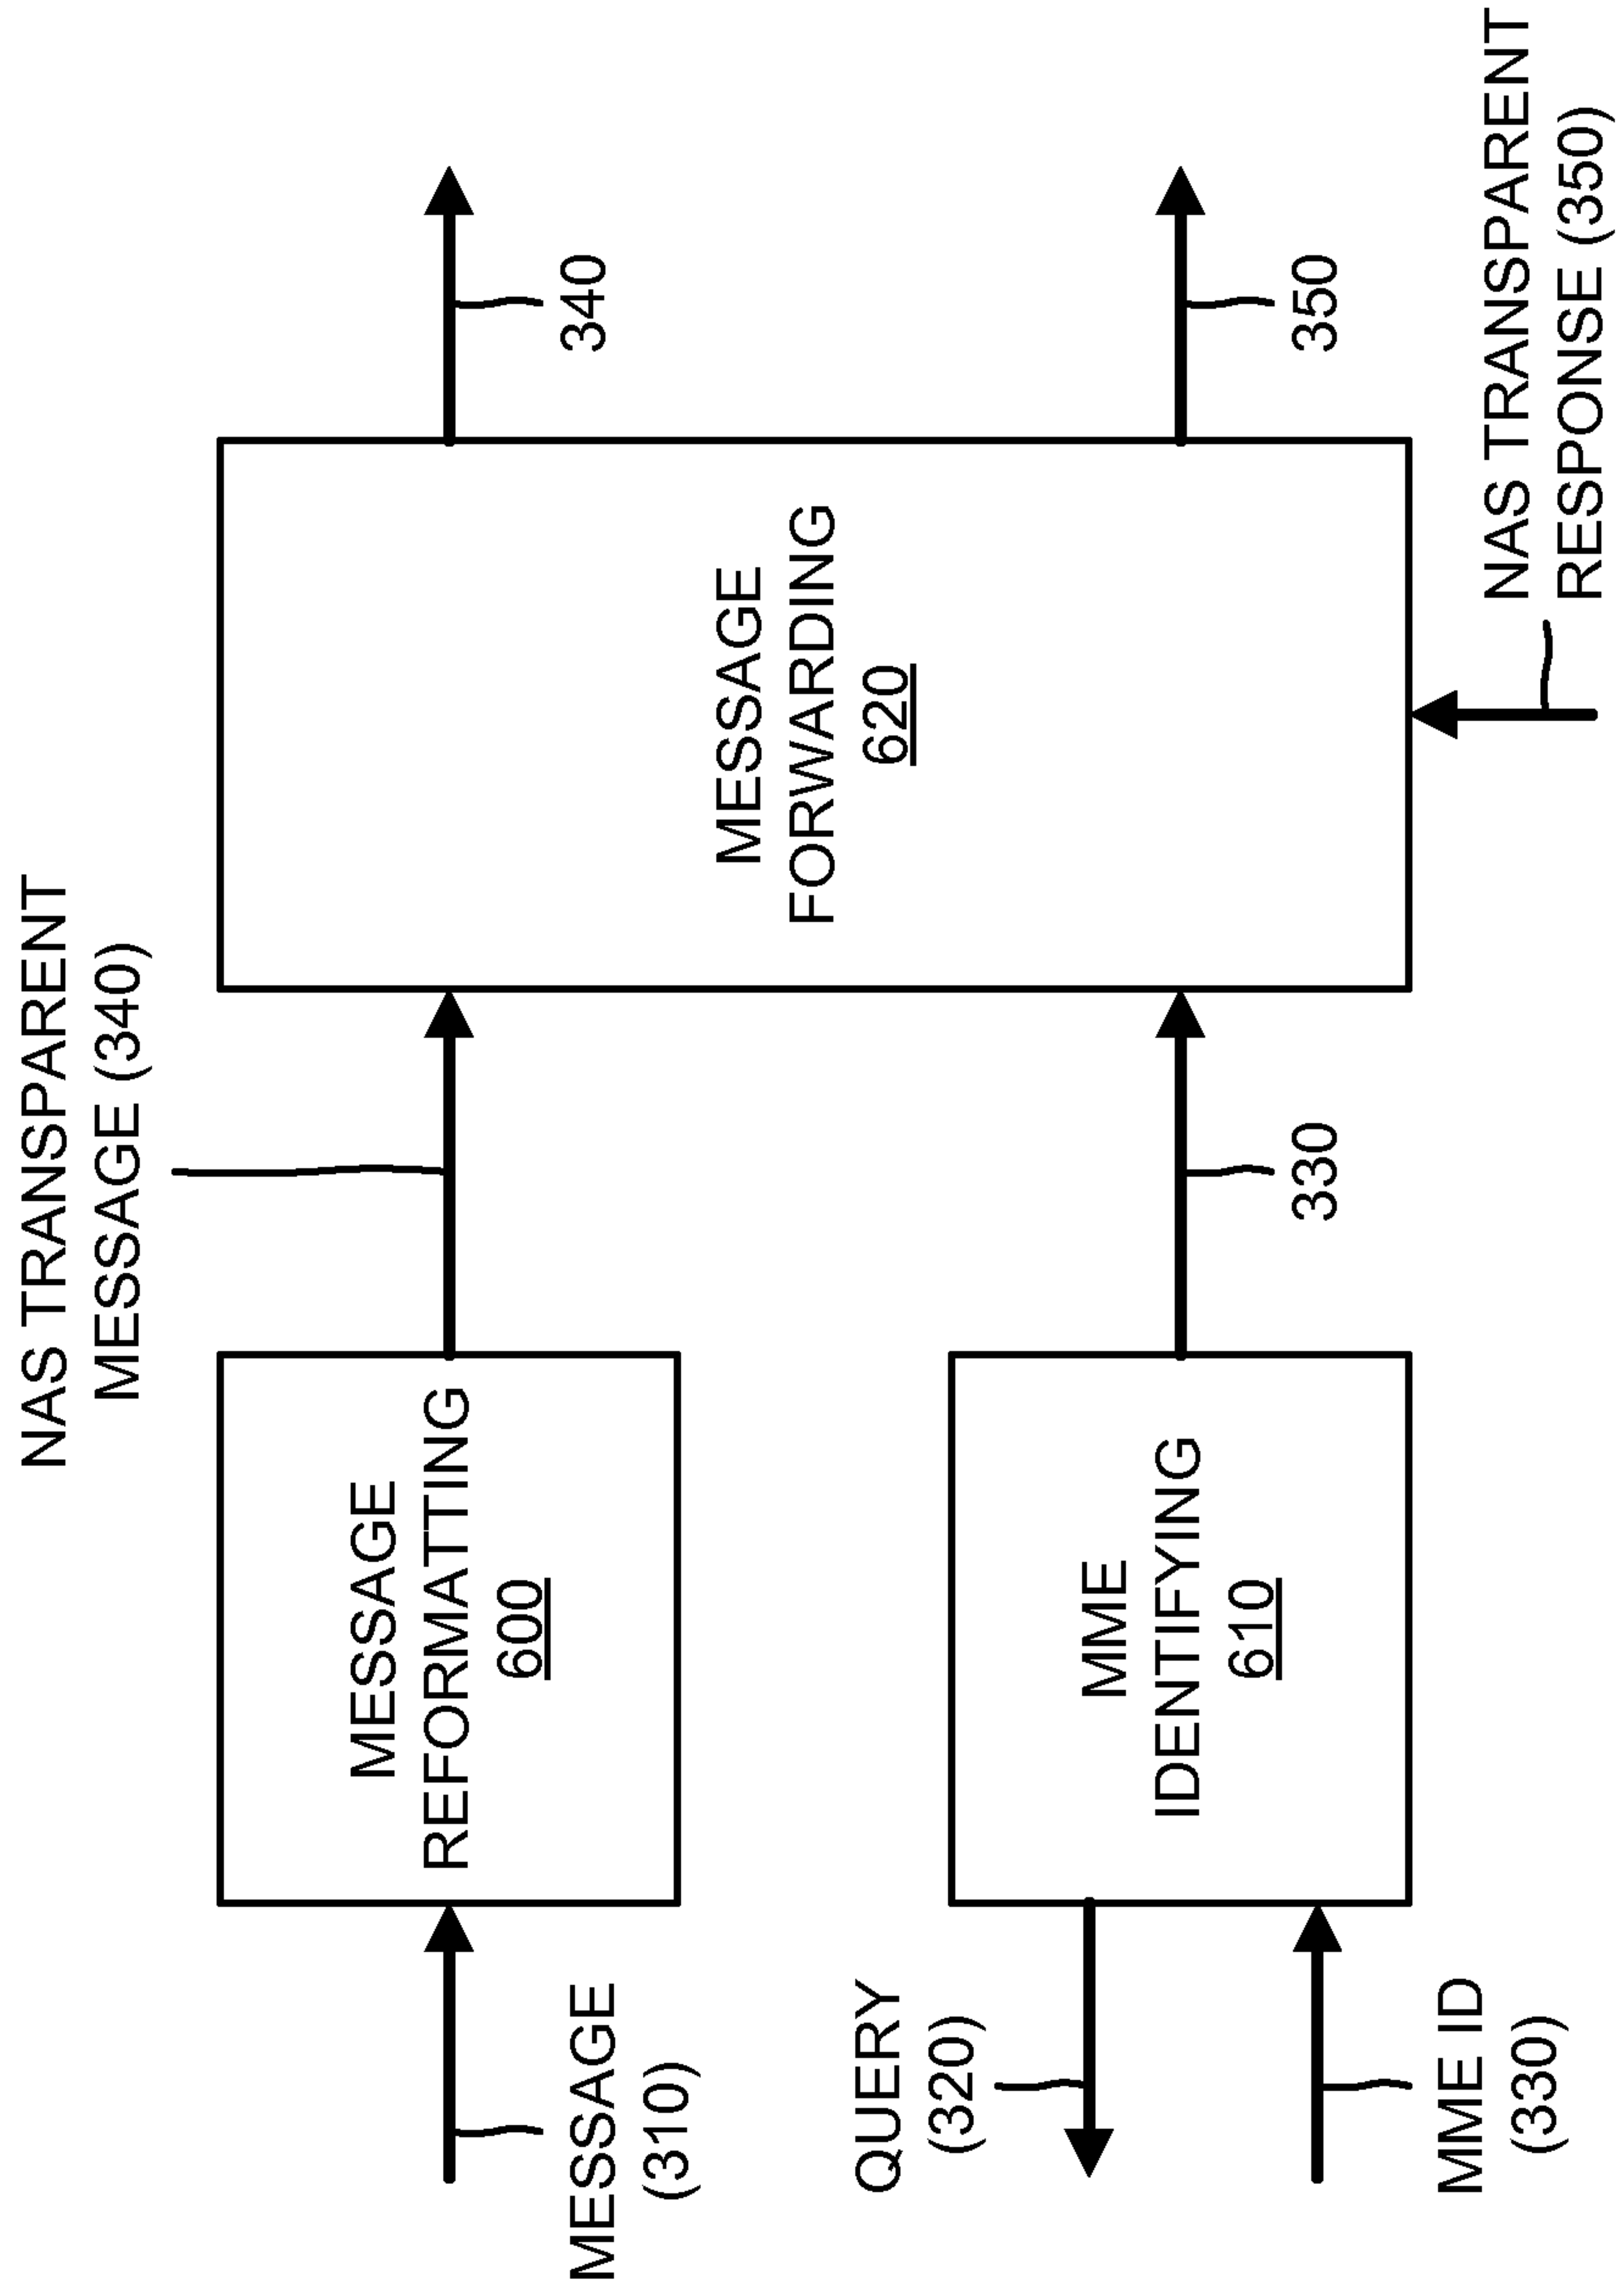 NAS TRANSPARENT
MESSAGE (340)
MESSAGE
REFORMATTING
600
MESSAGE
(310)
MESSAGE
FORWARDING
620
340
QUERY
(320)
MME
IDENTIFYING
610
MME ID
(330)
330
350
NAS TRANSPARENT
RESPONSE (350)